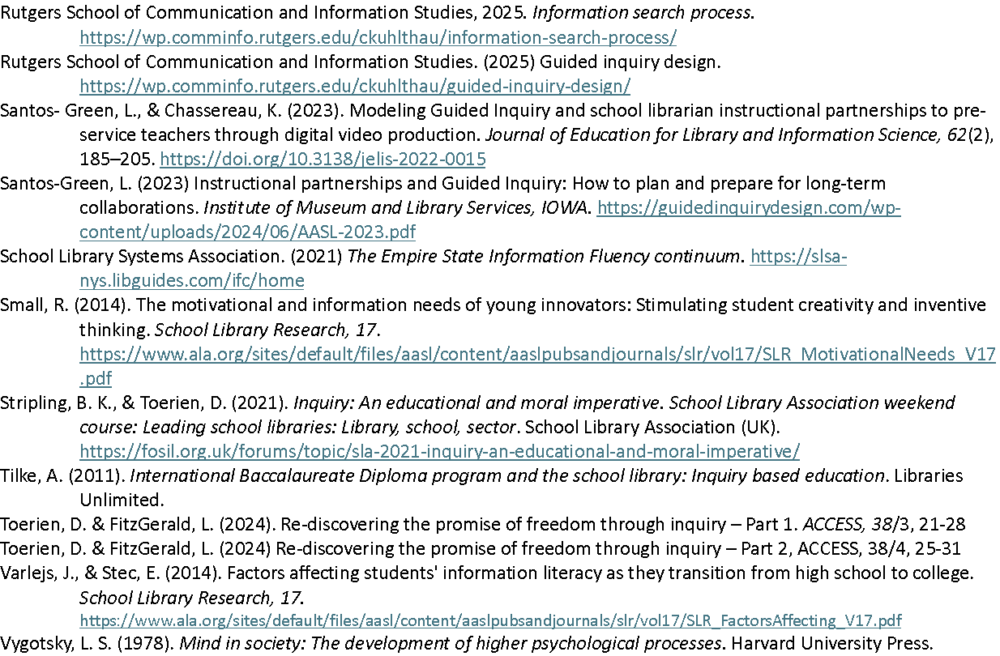 Rutgers School of Communication and Information Studies, 2025. Information search process.
https://wp.comminfo.rutgers.edu/ckuhlthau/information-search-process/
Rutgers School of Communication and Information Studies. (2025) Guided inquiry design.
https://wp.comminfo.rutgers.edu/ckuhlthau/guided-inquiry-design/
Santos- Green, L., & Chassereau, K. (2023). Modeling Guided Inquiry and school librarian instructional partnerships to pre-
service teachers through digital video production. Journal of Education for Library and Information Science, 62(2),
185–205. https://doi.org/10.3138/jelis-2022-0015
Santos-Green, L. (2023) Instructional partnerships and Guided Inquiry: How to plan and prepare for long-term
collaborations. Institute of Museum and Library Services, IOWA. https://guidedinquirydesign.com/wp-
content/uploads/2024/06/AASL-2023.pdf
School Library Systems Association. (2021) The Empire State Information Fluency continuum. https://slsa-
nys.libguides.com/ifc/home
Small, R. (2014). The motivational and information needs of young innovators: Stimulating student creativity and inventive
thinking. School Library Research, 17.
https://www.ala.org/sites/default/files/aasl/content/aaslpubsandjournals/slr/vol17/SLR_MotivationalNeeds_V17
.pdf
Stripling, B. K., & Toerien, D. (2021). Inquiry: An educational and moral imperative. School Library Association weekend
course: Leading school libraries: Library, school, sector. School Library Association (UK).
https://fosil.org.uk/forums/topic/sla-2021-inquiry-an-educational-and-moral-imperative/
Tilke, A. (2011). International Baccalaureate Diploma program and the school library: Inquiry based education. Libraries
Unlimited.
Toerien, D. & FitzGerald, L. (2024). Re-discovering the promise of freedom through inquiry – Part 1. ACCESS, 38/3, 21-28
Toerien, D. & FitzGerald, L. (2024) Re-discovering the promise of freedom through inquiry – Part 2, ACCESS, 38/4, 25-31
Varlejs, J., & Stec, E. (2014). Factors affecting students' information literacy as they transition from high school to college.
School Library Research, 17.
https://www.ala.org/sites/default/files/aasl/content/aaslpubsandjournals/slr/vol17/SLR_FactorsAffecting_V17.pdf
Vygotsky, L. S. (1978). Mind in society: The development of higher psychological processes. Harvard University Press.